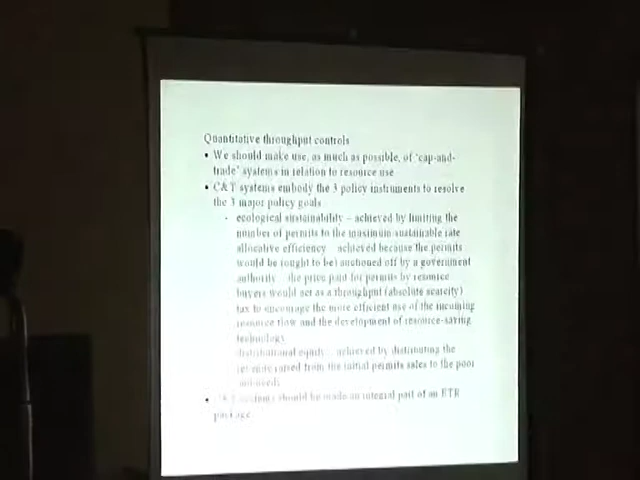 Quantitative throughput controls
• We should make use, as much as possible, of 'cap-and-
trade' systems in relation to resource use
• C&T systems embody the 3 policy instruments to resolve
the 3 major policy goals
- ecological sustainability – achieved by limiting the
number of permits to the maximum sustainable rate
allocative efficiency – achieved because the permits
would be (ought to be) auctioned off by a government
authority – the price paid for permits by resource
buyers would act as a throughput (absolute scarcity)
tax to encourage the more efficient use of the incoming
resource flow and the development of resource-saving
technology
distributional equity – achieved by distributing the
raised from the initial permits sales to the poor
• systems should be made an integral part of an ETR
package